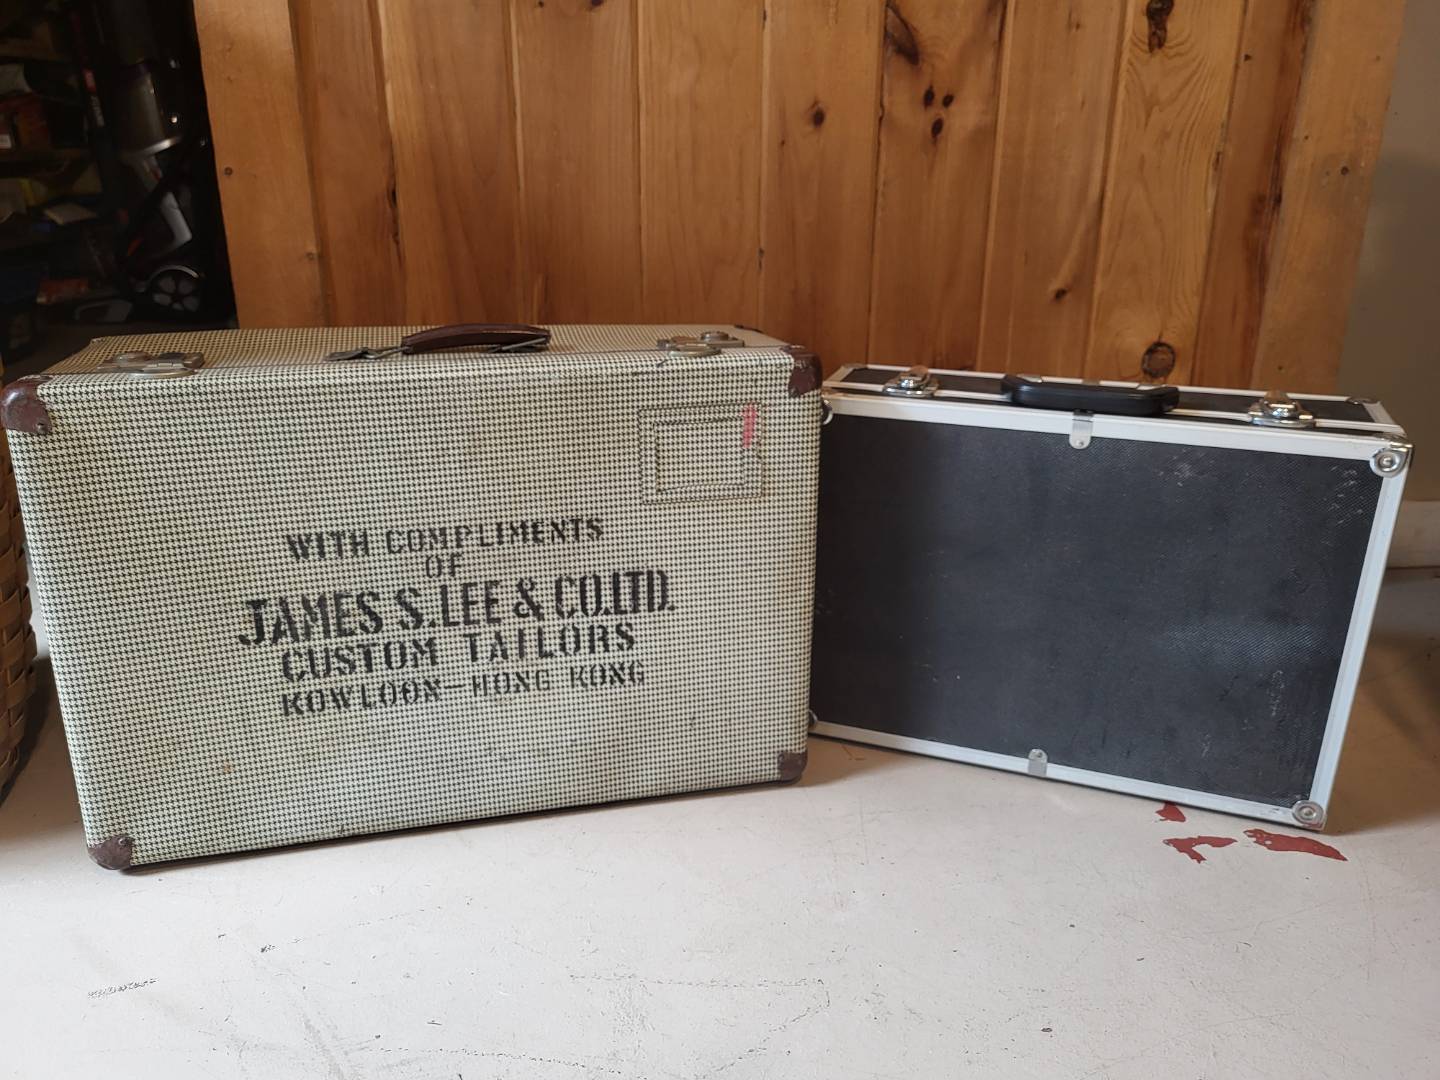 WITH COMPLIMENTS
OF
JAMES S. LEE & CO. LTD.
CUSTOM TAILORS
KOWLOON-HONG KONG